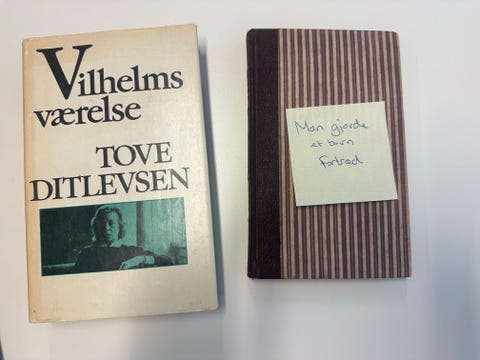 Vilhelms
værelse
TOVE
DITLEVSEN
Man gjorde
et barn
fortræd